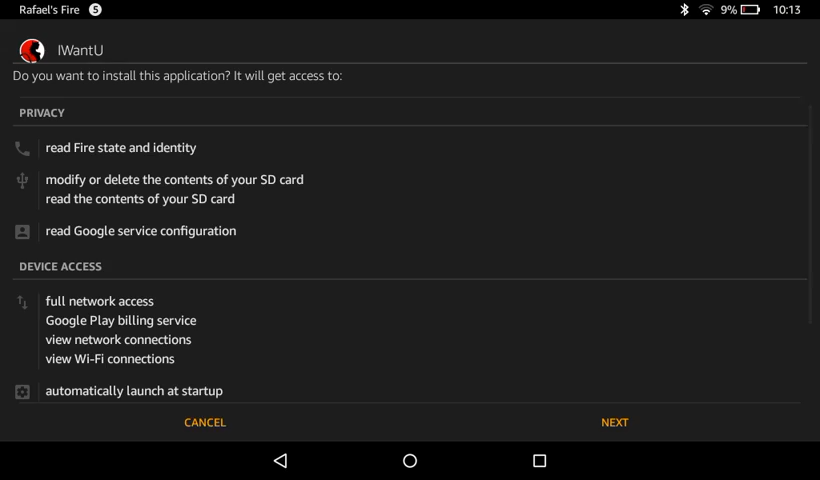 Rafael's Fire 5 9% 10:13
IWantU
Do you want to install this application? It will get access to:
PRIVACY
read Fire state and identity
modify or delete the contents of your SD card
read the contents of your SD card
read Google service configuration
DEVICE ACCESS
full network access
Google Play billing service
view network connections
view Wi-Fi connections
automatically launch at startup
CANCEL NEXT